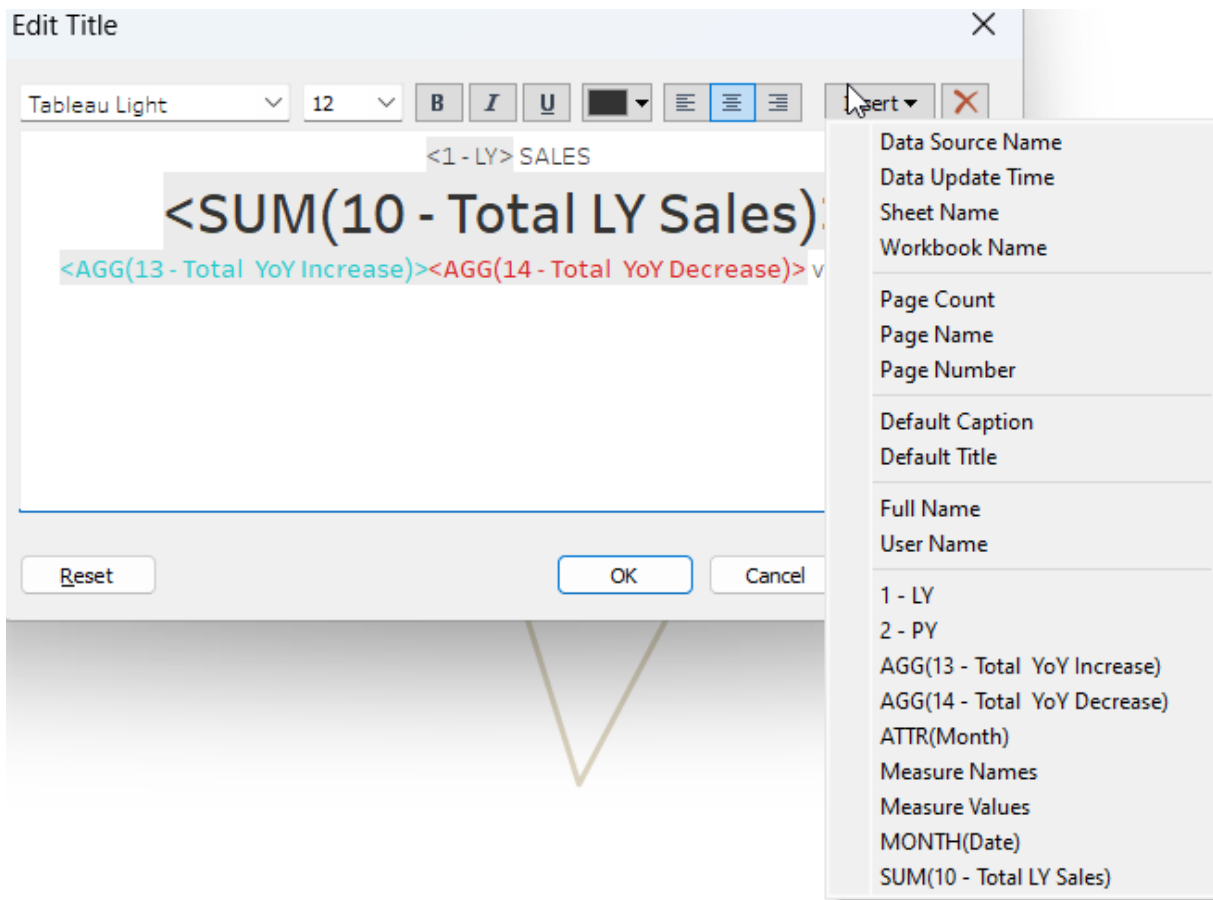 Edit Title
Tableau Light 12 B I U
<1 - LY> SALES
<SUM(10 - Total LY Sales)
<AGG(13 - Total  YoY Increase)><AGG(14 - Total  YoY Decrease)> v
Reset OK Cancel
Data Source Name
Data Update Time
Sheet Name
Workbook Name
Page Count
Page Name
Page Number
Default Caption
Default Title
Full Name
User Name
1 - LY
2 - PY
AGG(13 - Total  YoY Increase)
AGG(14 - Total  YoY Decrease)
ATTR(Month)
Measure Names
Measure Values
MONTH(Date)
SUM(10 - Total LY Sales)